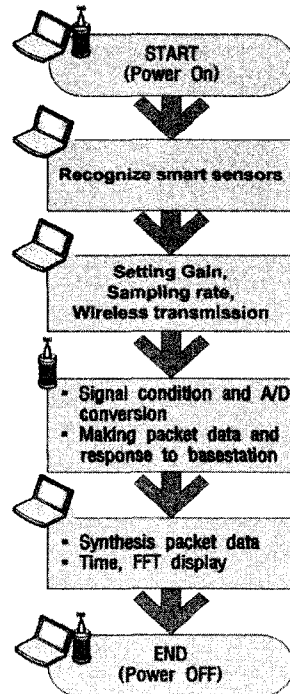 START
(Power On)
Recognize smart sensors
Setting Gain,
Sampling rate,
Wireless transmission
• Signal condition and A/D
conversion
• Making packet data and
response to basestation
• Synthesis packet data
• Time, FFT display
END
(Power OFF)